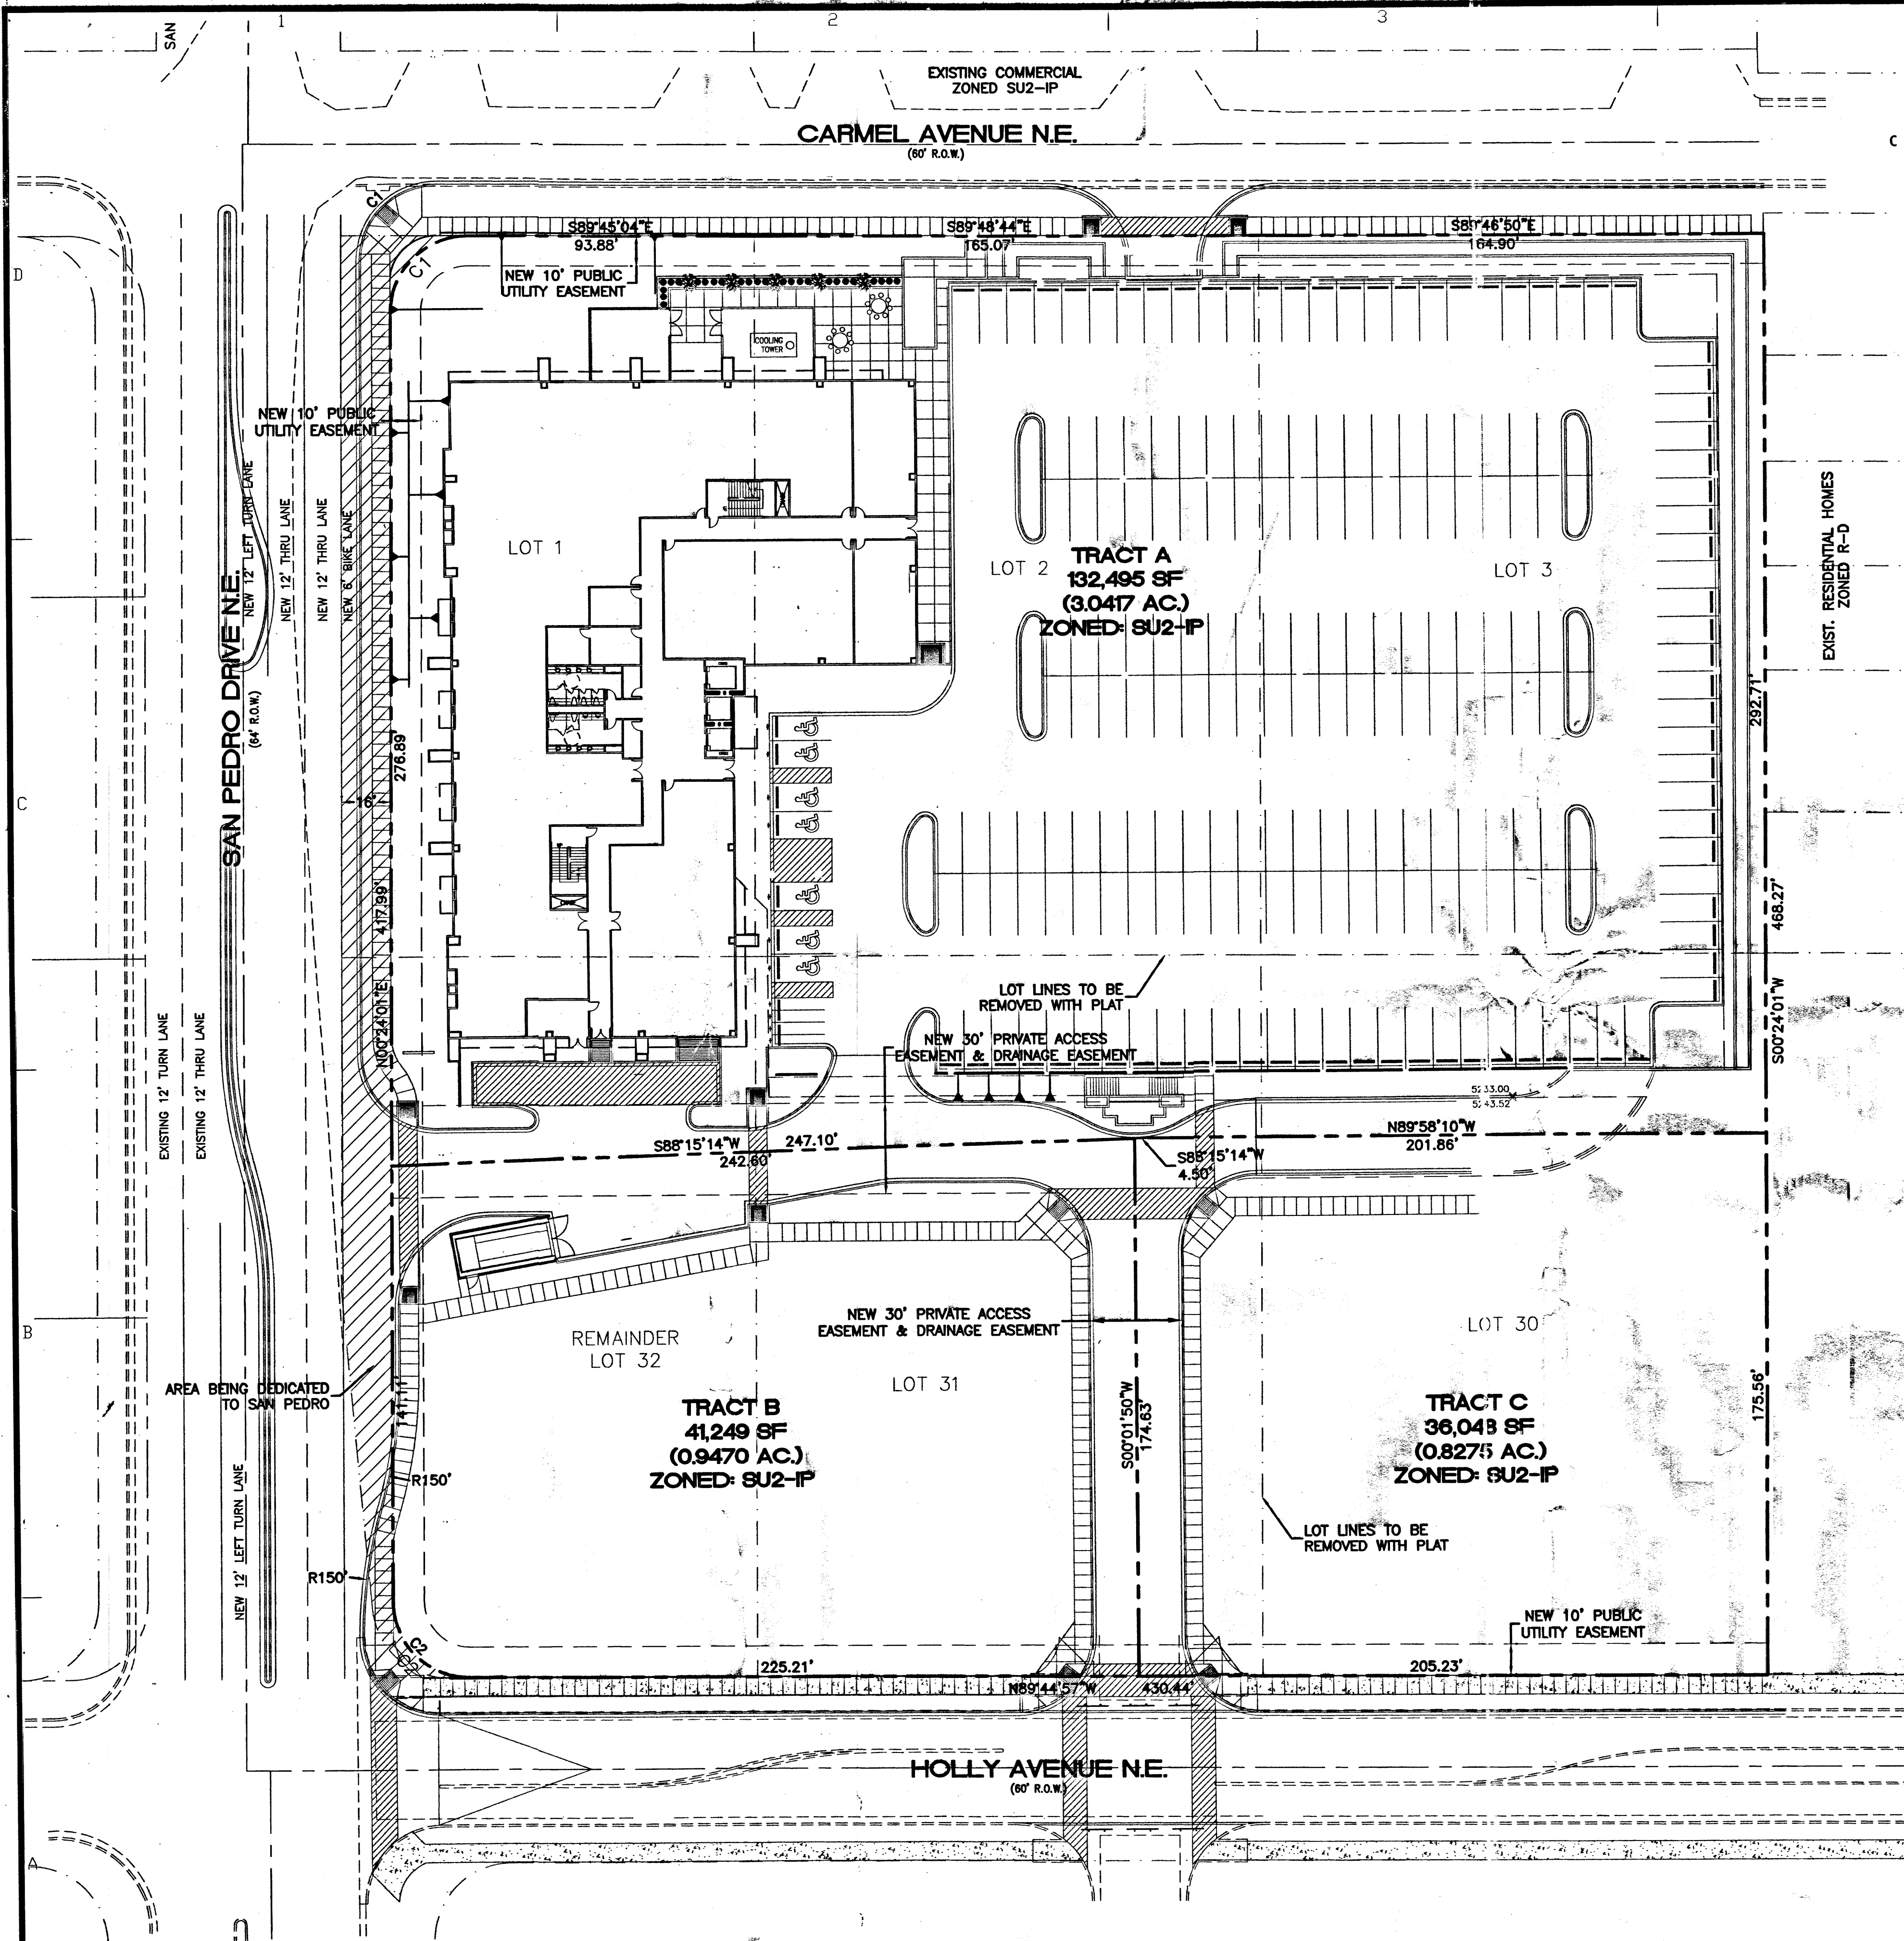 1
2
3
SAN
EXISTING COMMERCIAL
ZONED SU2-IP
CARMEL AVENUE N.E.
(60' R.O.W.)
C
C1
S89°45'04"E
93.88'
S89°48'44"E
165.07'
S89°46'50"E
164.90'
D
C1
NEW 10' PUBLIC
UTILITY EASEMENT
COOLING
TOWER
NEW 10' PUBLIC
UTILITY EASEMENT
NEW 12' LEFT TURN LANE
NEW 12' THRU LANE
NEW 12' THRU LANE
NEW 6' BIKE LANE
LOT 1
LOT 2
TRACT A
132,495 SF
(3.0417 AC.)
ZONED: SU2-IP
LOT 3
EXIST. RESIDENTIAL HOMES
ZONED R-D
SAN PEDRO DRIVE N.E.
(64' R.O.W.)
276.89'
292.71'
C
16'
417.99'
N00°24'01"E
468.27'
S00°24'01"W
LOT LINES TO BE
REMOVED WITH PLAT
NEW 30' PRIVATE ACCESS
EASEMENT & DRAINAGE EASEMENT
EXISTING 12' TURN LANE
EXISTING 12' THRU LANE
S88°15'14"W
247.10'
242.60'
S88°15'14"W
4.50'
N89°58'10"W
201.86'
B
REMAINDER
LOT 32
NEW 30' PRIVATE ACCESS
EASEMENT & DRAINAGE EASEMENT
LOT 30
LOT 31
AREA BEING DEDICATED
TO SAN PEDRO
141.11'
TRACT B
41,249 SF
(0.9470 AC.)
ZONED: SU2-IP
S00°01'50"W
174.63'
TRACT C
36,048 SF
(0.8275 AC.)
ZONED: SU2-IP
175.56'
R150'
NEW 12' LEFT TURN LANE
LOT LINES TO BE
REMOVED WITH PLAT
R150'
NEW 10' PUBLIC
UTILITY EASEMENT
C2
225.21'
205.23'
N89°44'57"W
430.44'
HOLLY AVENUE N.E.
(60' R.O.W.)
A